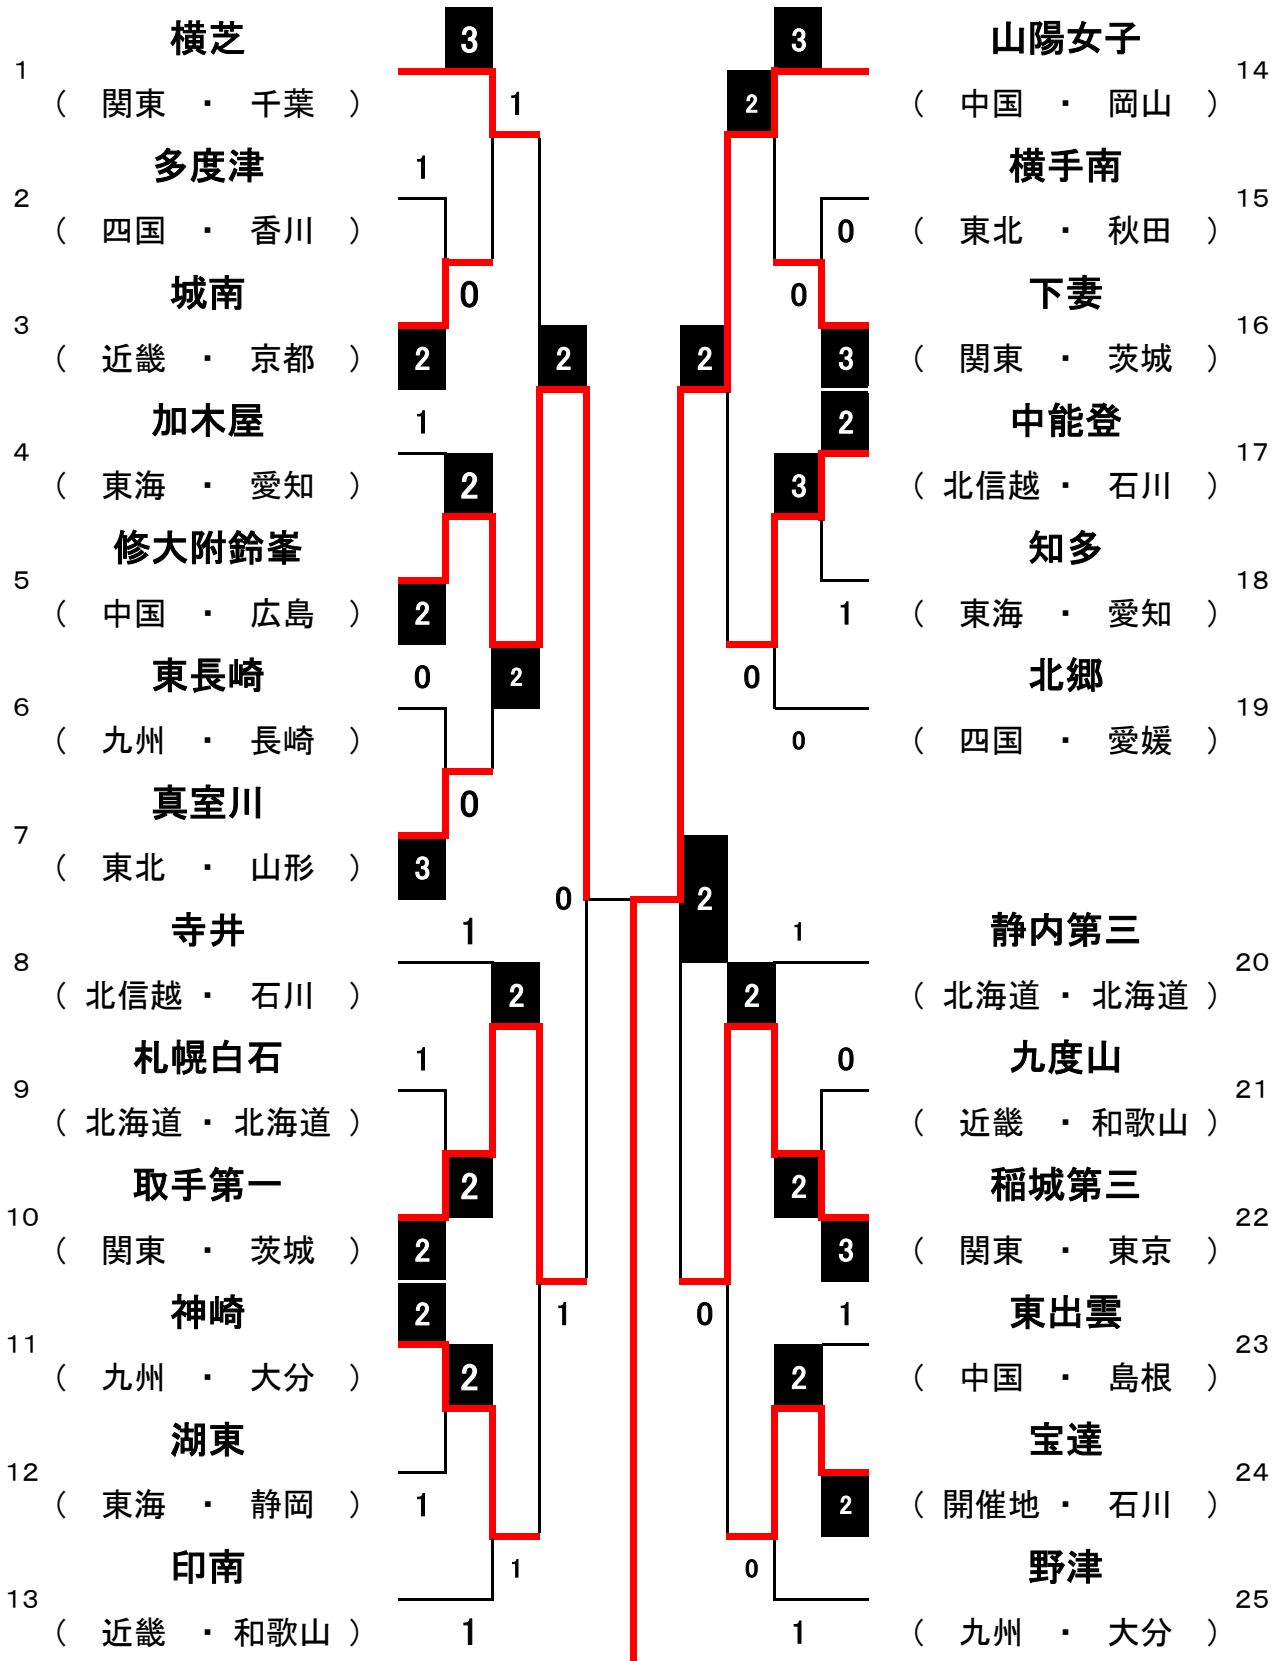 横芝
1
（ 関東 ・ 千葉 ）
3
1
多度津
2
（ 四国 ・ 香川 ）
1
城南
3
（ 近畿 ・ 京都 ）
2
0
2
加木屋
4
（ 東海 ・ 愛知 ）
1
2
修大附鈴峯
5
（ 中国 ・ 広島 ）
2
東長崎
6
（ 九州 ・ 長崎 ）
0
2
真室川
7
（ 東北 ・ 山形 ）
3
0
0
寺井
8
（ 北信越 ・ 石川 ）
1
2
札幌白石
9
（ 北海道 ・ 北海道 ）
1
取手第一
10
（ 関東 ・ 茨城 ）
2
2
神崎
11
（ 九州 ・ 大分 ）
2
2
1
湖東
12
（ 東海 ・ 静岡 ）
1
印南
13
（ 近畿 ・ 和歌山 ）
1
1
山陽女子
14
（ 中国 ・ 岡山 ）
3
2
横手南
15
（ 東北 ・ 秋田 ）
0
下妻
16
（ 関東 ・ 茨城 ）
0
3
2
中能登
17
（ 北信越 ・ 石川 ）
2
3
知多
18
（ 東海 ・ 愛知 ）
1
北郷
19
（ 四国 ・ 愛媛 ）
0
0
2
静内第三
20
（ 北海道 ・ 北海道 ）
1
2
九度山
21
（ 近畿 ・ 和歌山 ）
0
稲城第三
22
（ 関東 ・ 東京 ）
2
3
0
東出雲
23
（ 中国 ・ 島根 ）
1
2
宝達
24
（ 開催地 ・ 石川 ）
2
野津
25
（ 九州 ・ 大分 ）
0
1